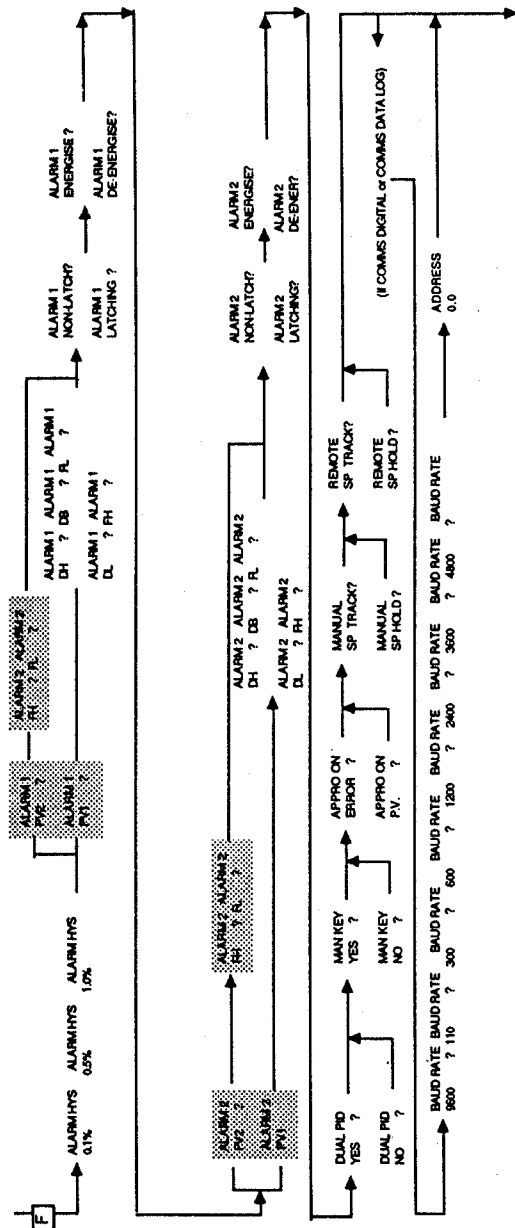 F
ALARM HYS
0.1%
ALARM HYS
0.5%
ALARM HYS
1.0%
ALARM 1
PV2 ?
ALARM 1
PV1 ?
ALARM 2 ALARM 2
FH ? FL ?
ALARM 1 ALARM 1 ALARM 1
DH ? DB ? FL ?
ALARM 1 ALARM 1
DL ? FH ?
ALARM 1
NON-LATCH?
ALARM 1
LATCHING ?
ALARM 1
ENERGISE ?
ALARM 1
DE-ENERGISE ?
ALARM 2
PV2 ?
ALARM 2
PV1 ?
ALARM 2 ALARM 2
FH ? FL ?
ALARM 2 ALARM 2 ALARM 2
DH ? DB ? FL ?
ALARM 2 ALARM 2
DL ? FH ?
ALARM 2
NON-LATCH?
ALARM 2
LATCHING?
ALARM 2
ENERGISE?
ALARM 2
DE-ENER?
DUAL PID
YES ?
DUAL PID
NO ?
MAN KEY
YES ?
MAN KEY
NO ?
APPRO ON
ERROR ?
APPRO ON
P.V. ?
MANUAL
SP TRACK?
MANUAL
SP HOLD?
REMOTE
SP TRACK?
REMOTE
SP HOLD ?
(If COMMS DIGITAL or COMMS DATA LOG)
BAUD RATE BAUD RATE BAUD RATE BAUD RATE BAUD RATE BAUD RATE BAUD RATE BAUD RATE
9600 ? 110 ? 300 ? 600 ? 1200 ? 2400 ? 3600 ? 4800 ?
ADDRESS
0.0